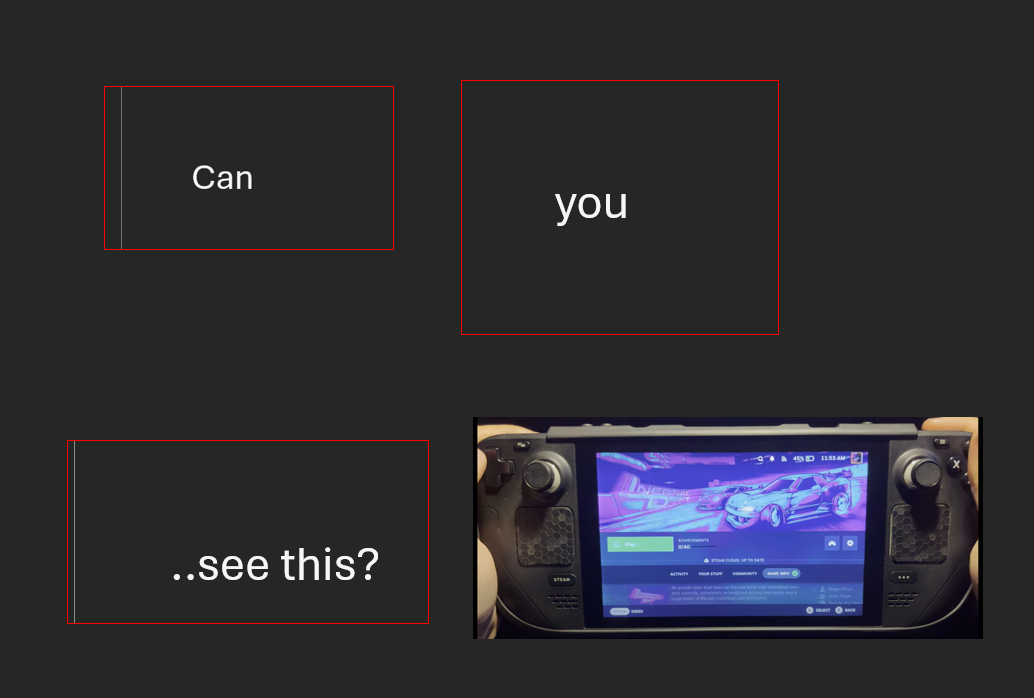 Can
you
..see this?
45%
11:53 AM
Play
ACHIEVEMENTS
0/40
STEAM CLOUD: UP TO DATE
ACTIVITY YOUR STUFF COMMUNITY GAME INFO
STEAM
MENU
SELECT
BACK
X